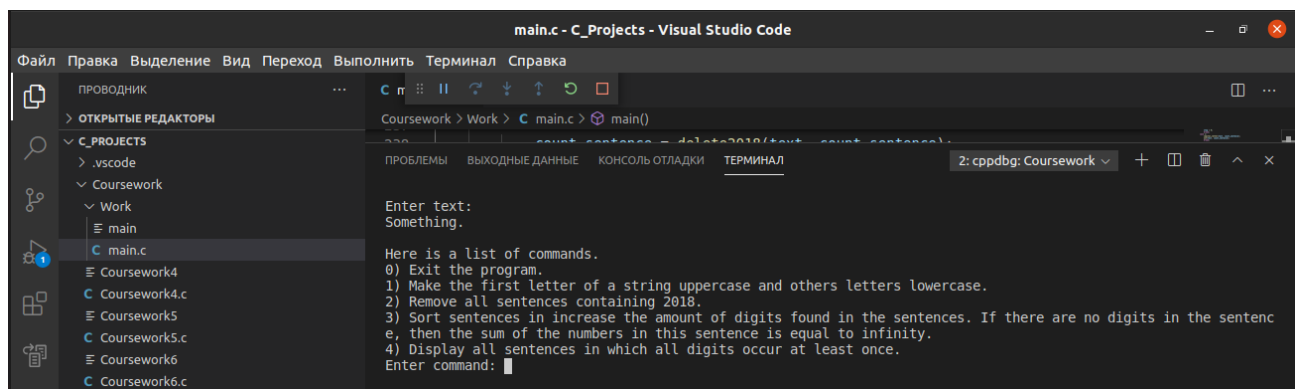 main.c - C_Projects - Visual Studio Code
Файл Правка Выделение Вид Переход Выполнить Терминал Справка
ПРОВОДНИК
ОТКРЫТЫЕ РЕДАКТОРЫ
C_PROJECTS
.vscode
Coursework
Work
main
C main.c
Coursework4
C Coursework4.c
Coursework5
C Coursework5.c
Coursework6
C Coursework6.c
1
C m
Coursework > Work > C main.c > main()
count_sentence = delete2018(text, count_sentence);
ПРОБЛЕМЫ ВЫХОДНЫЕ ДАННЫЕ КОНСОЛЬ ОТЛАДКИ ТЕРМИНАЛ
2: cppdbg: Coursework
Enter text:
Something.
Here is a list of commands.
0) Exit the program.
1) Make the first letter of a string uppercase and others letters lowercase.
2) Remove all sentences containing 2018.
3) Sort sentences in increase the amount of digits found in the sentences. If there are no digits in the sentenc
e, then the sum of the numbers in this sentence is equal to infinity.
4) Display all sentences in which all digits occur at least once.
Enter command: